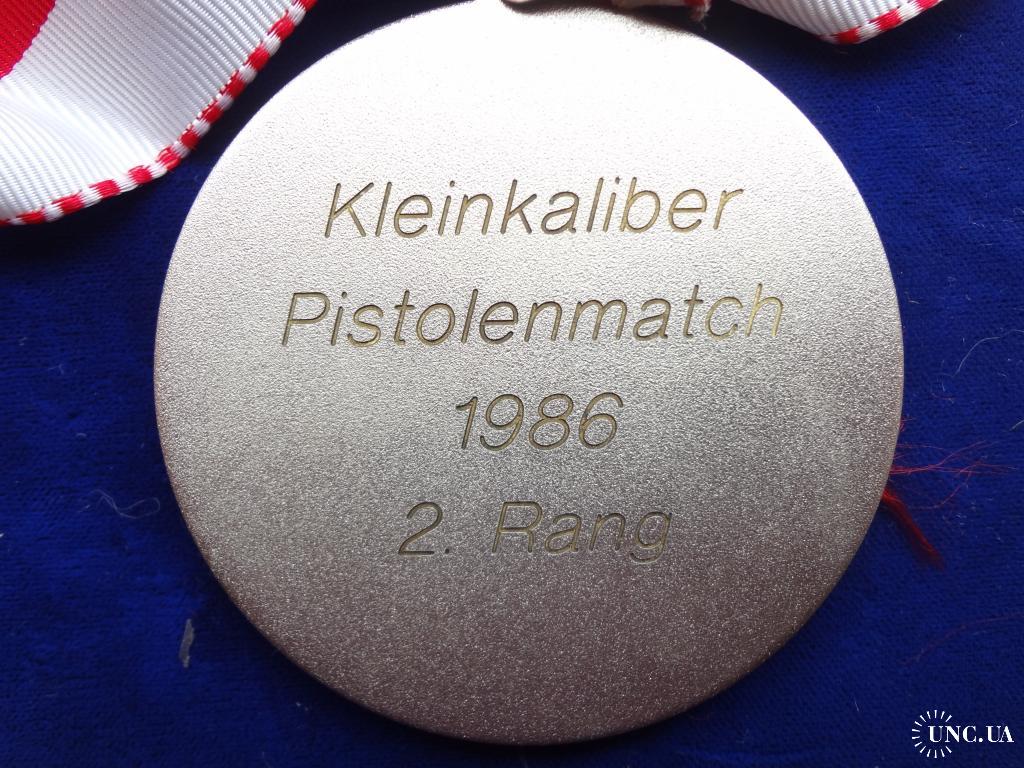 Kleinkaliber
Pistolenmatch
1986
2. Rang
UNC.UA